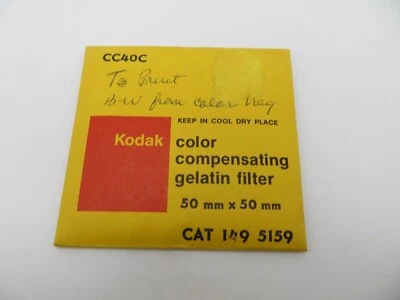 CC40C
To Print
B-W from color Neg
KEEP IN COOL DRY PLACE
Kodak
color
compensating
gelatin filter
50 mm x 50 mm
CAT 149 5159